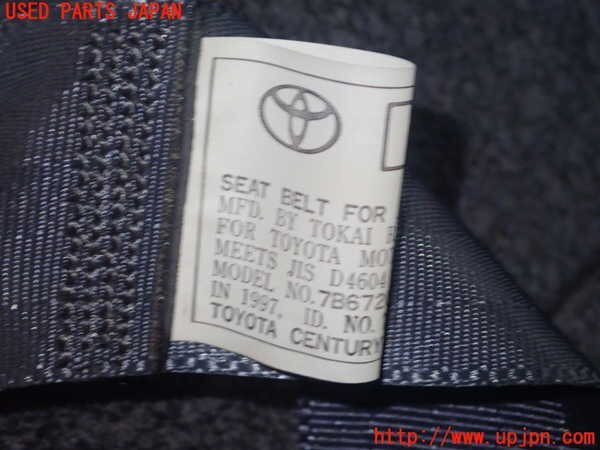 USED PARTS JAPAN
SEAT BELT FOR
MFD. BY TOKAI
FOR TOYOTA MO
MEETS JIS D4604
MODEL NO. 7B672
IN 1997. ID. NO.
TOYOTA CENTURY
http://www.upjpn.com/